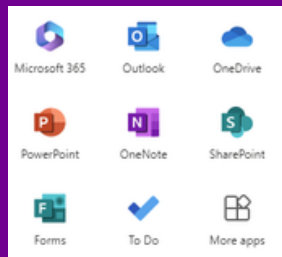 Microsoft 365 Outlook OneDrive
P N S
PowerPoint OneNote SharePoint
F
Forms To Do More apps